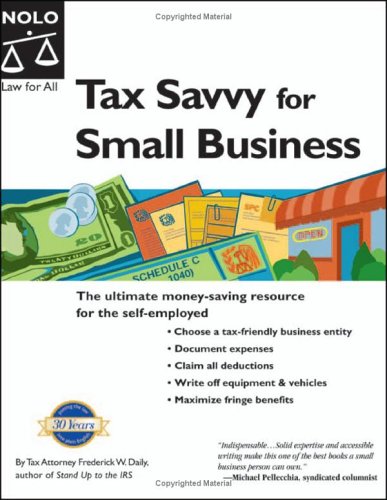 Copyrighted Material
NOLO
Law for All
Tax Savvy for
Small Business
OPEN
SCHEDULE C
1040)
20
The ultimate money-saving resource
for the self-employed
• Choose a tax-friendly business entity
• Document expenses
• Claim all deductions
• Write off equipment & vehicles
• Maximize fringe benefits
30 Years
By Tax Attorney Frederick W. Daily,
author of Stand Up to the IRS
"Indispensable...Solid expertise and accessible
writing make this one of the best books a small
business person can own."
—Michael Pellecchia, syndicated columnist
Copyrighted Material